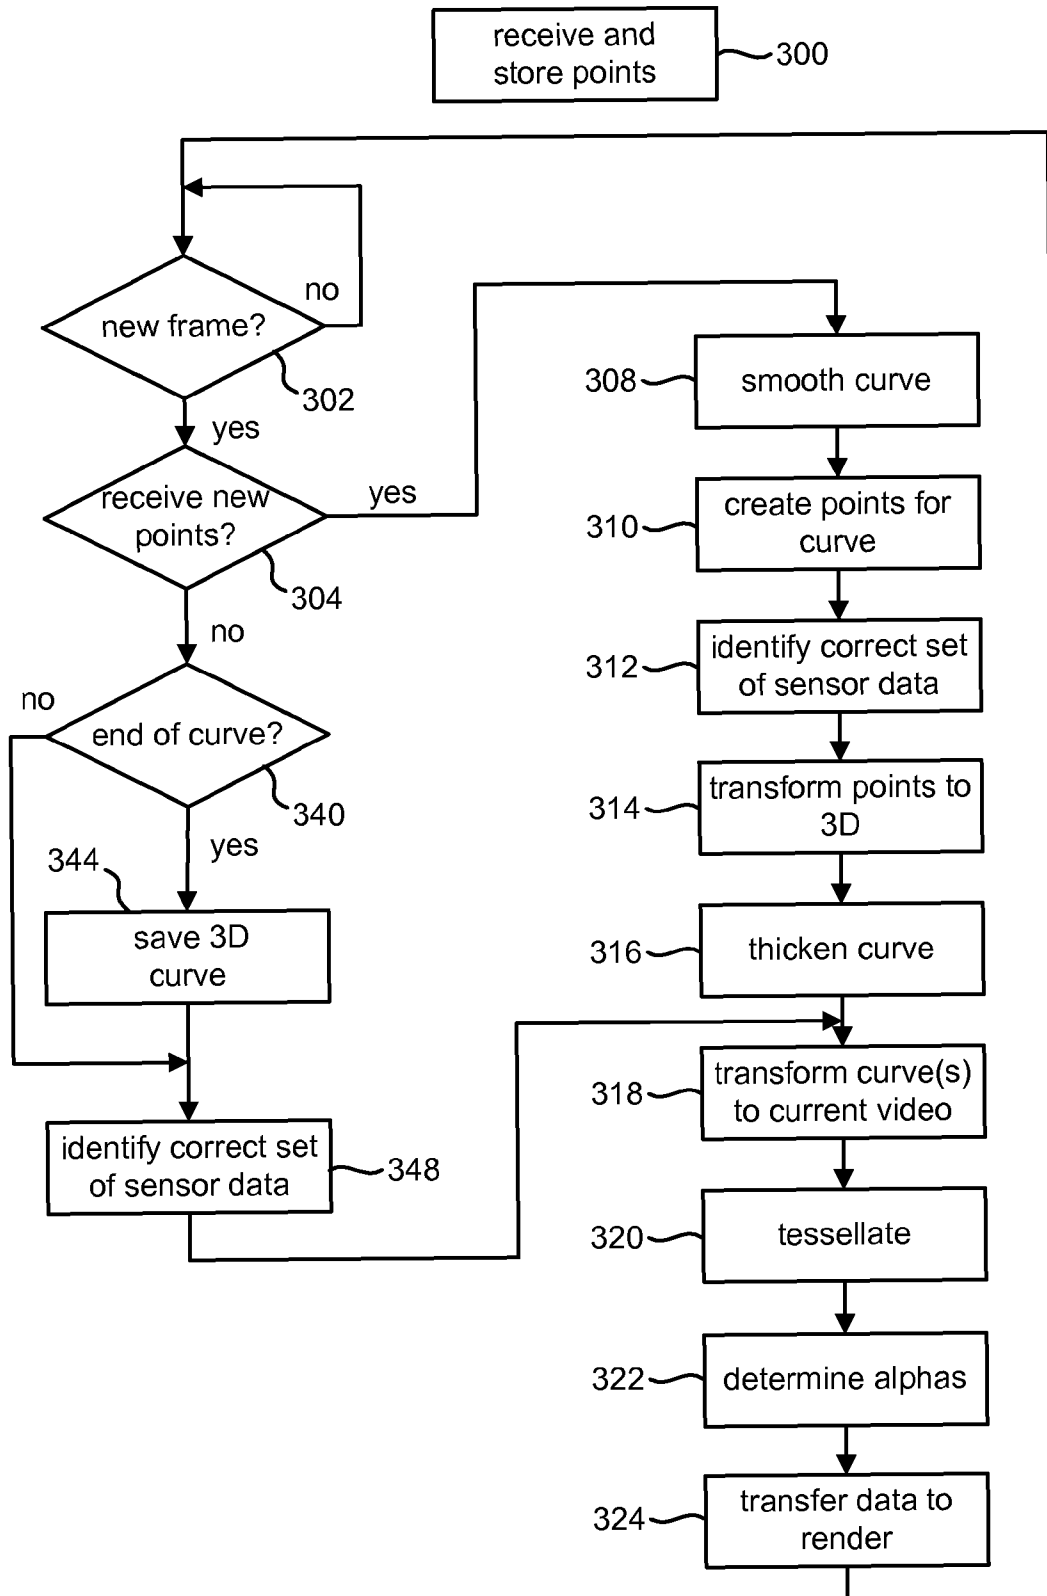 receive and
store points
300
new frame?
no
302
yes
receive new
points?
yes
304
no
end of curve?
no
340
yes
344
save 3D
curve
identify correct set
of sensor data
348
308
smooth curve
310
create points for
curve
312
identify correct set
of sensor data
314
transform points to
3D
316
thicken curve
318
transform curve(s)
to current video
320
tessellate
322
determine alphas
324
transfer data to
render